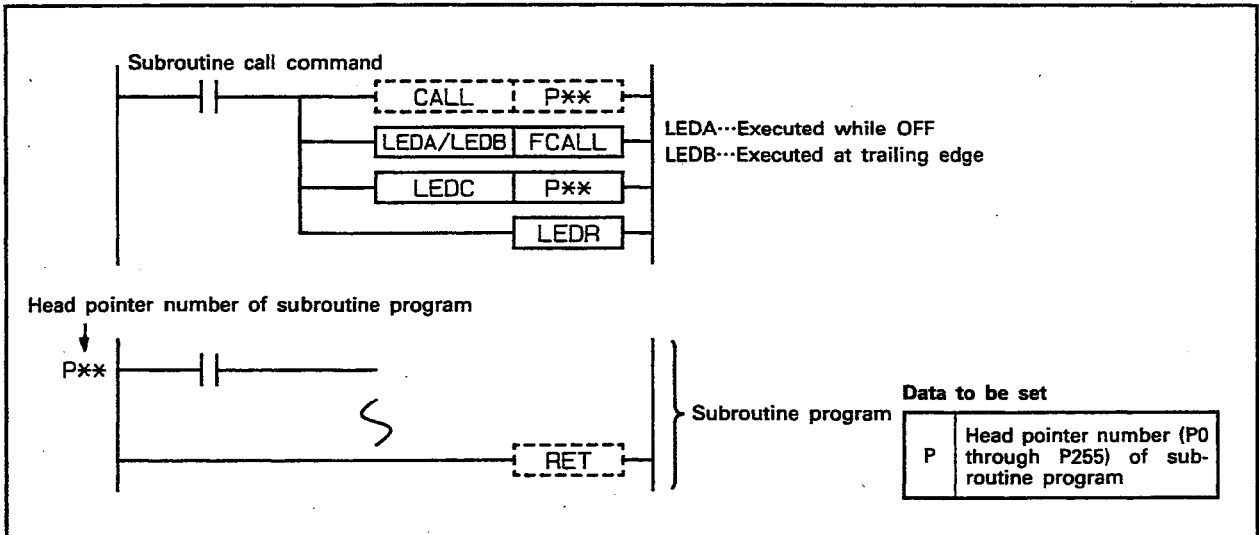 Subroutine call command
CALL P**
LEDA/LEDB FCALL
LEDA···Executed while OFF
LEDB···Executed at trailing edge
LEDC P**
LEDR
Head pointer number of subroutine program
P**
Subroutine program
RET
Data to be set
P
Head pointer number (P0
through P255) of sub-
routine program